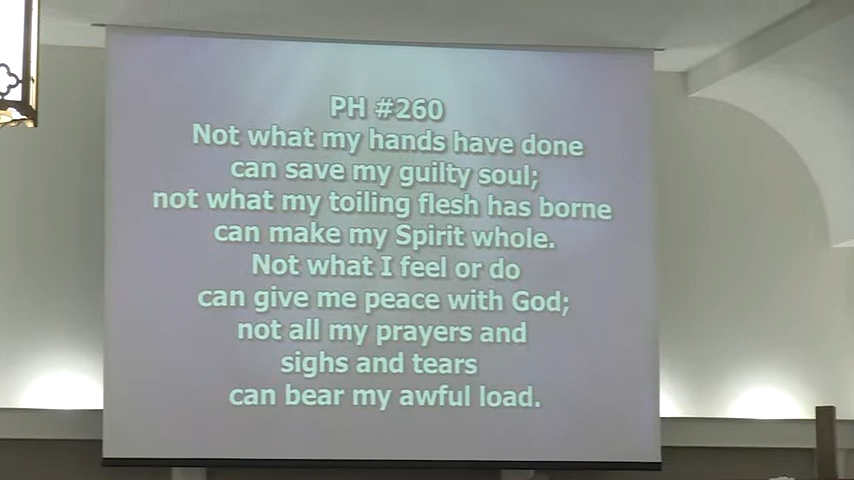 PH #260
Not what my hands have done
can save my guilty soul;
not what my toiling flesh has borne
can make my Spirit whole.
Not what I feel or do
can give me peace with God;
not all my prayers and
sighs and tears
can bear my awful load.